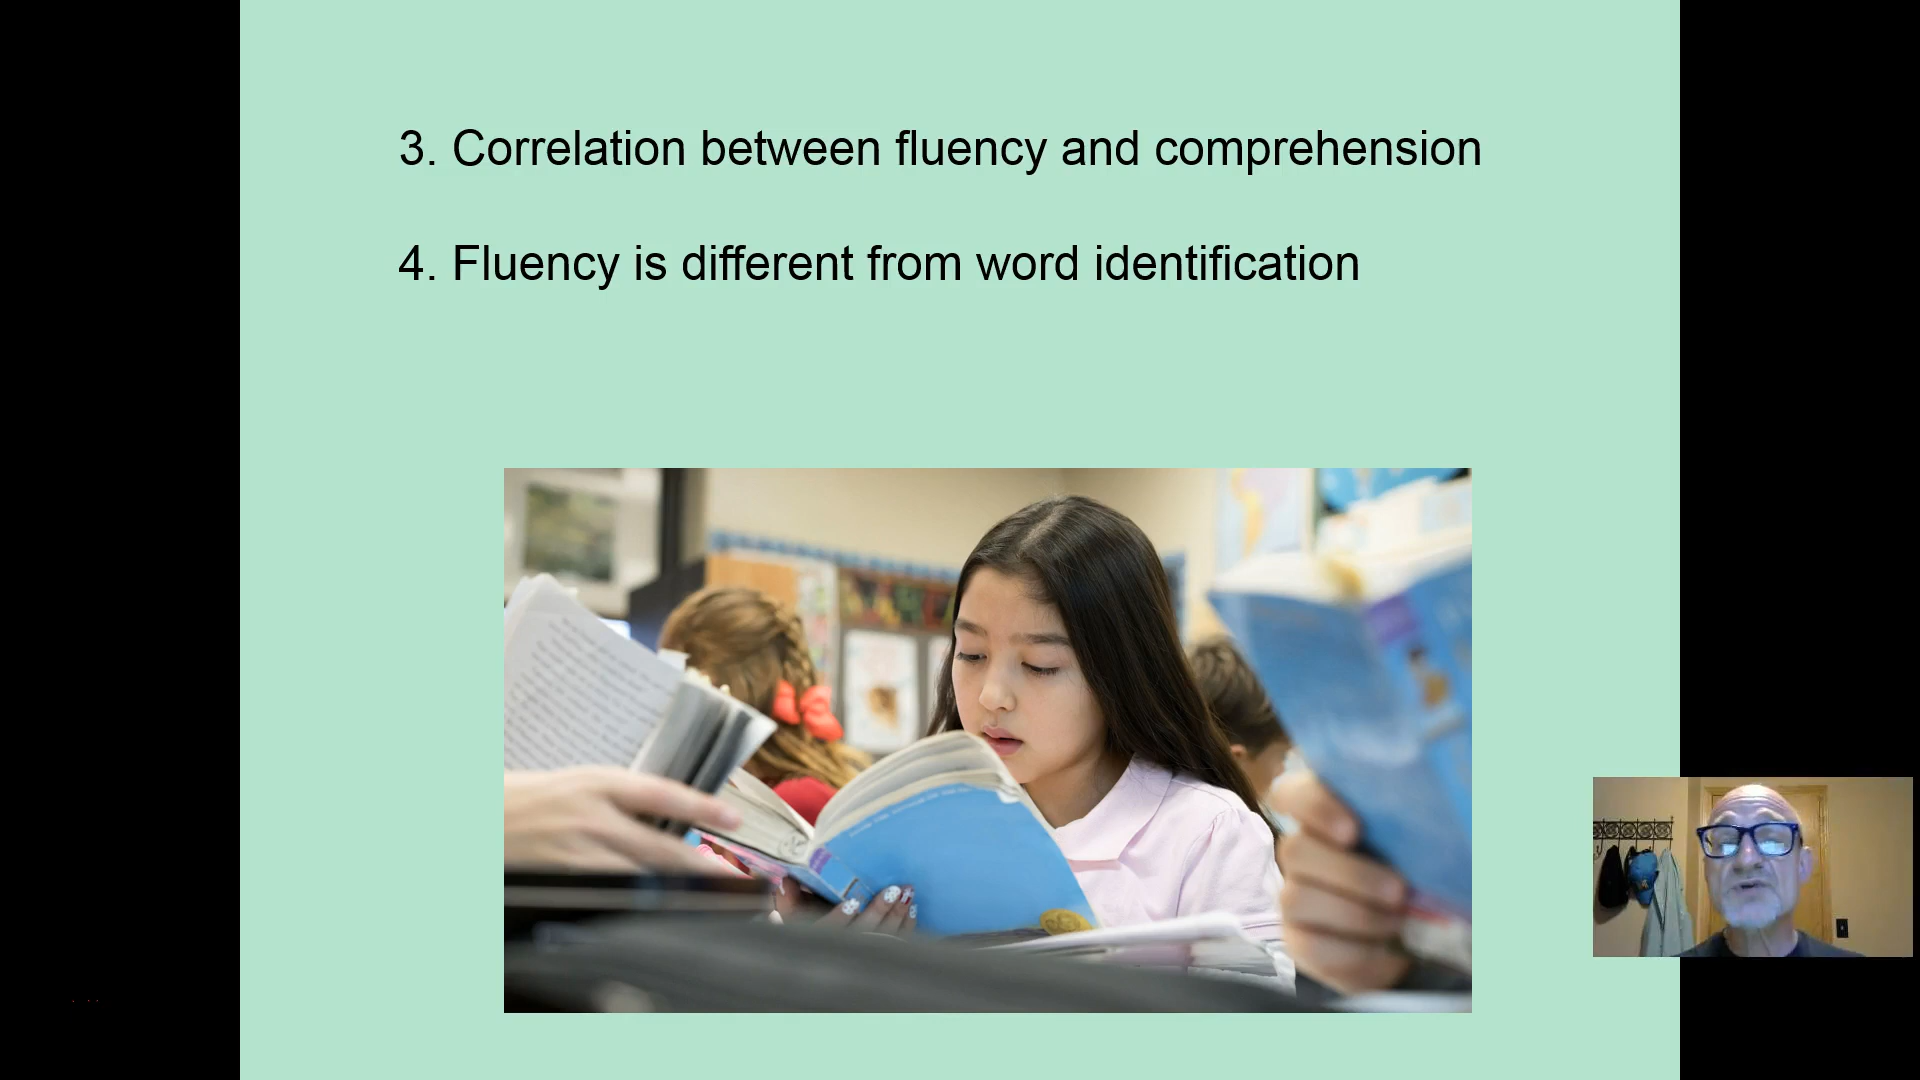 3. Correlation between fluency and comprehension
4. Fluency is different from word identification